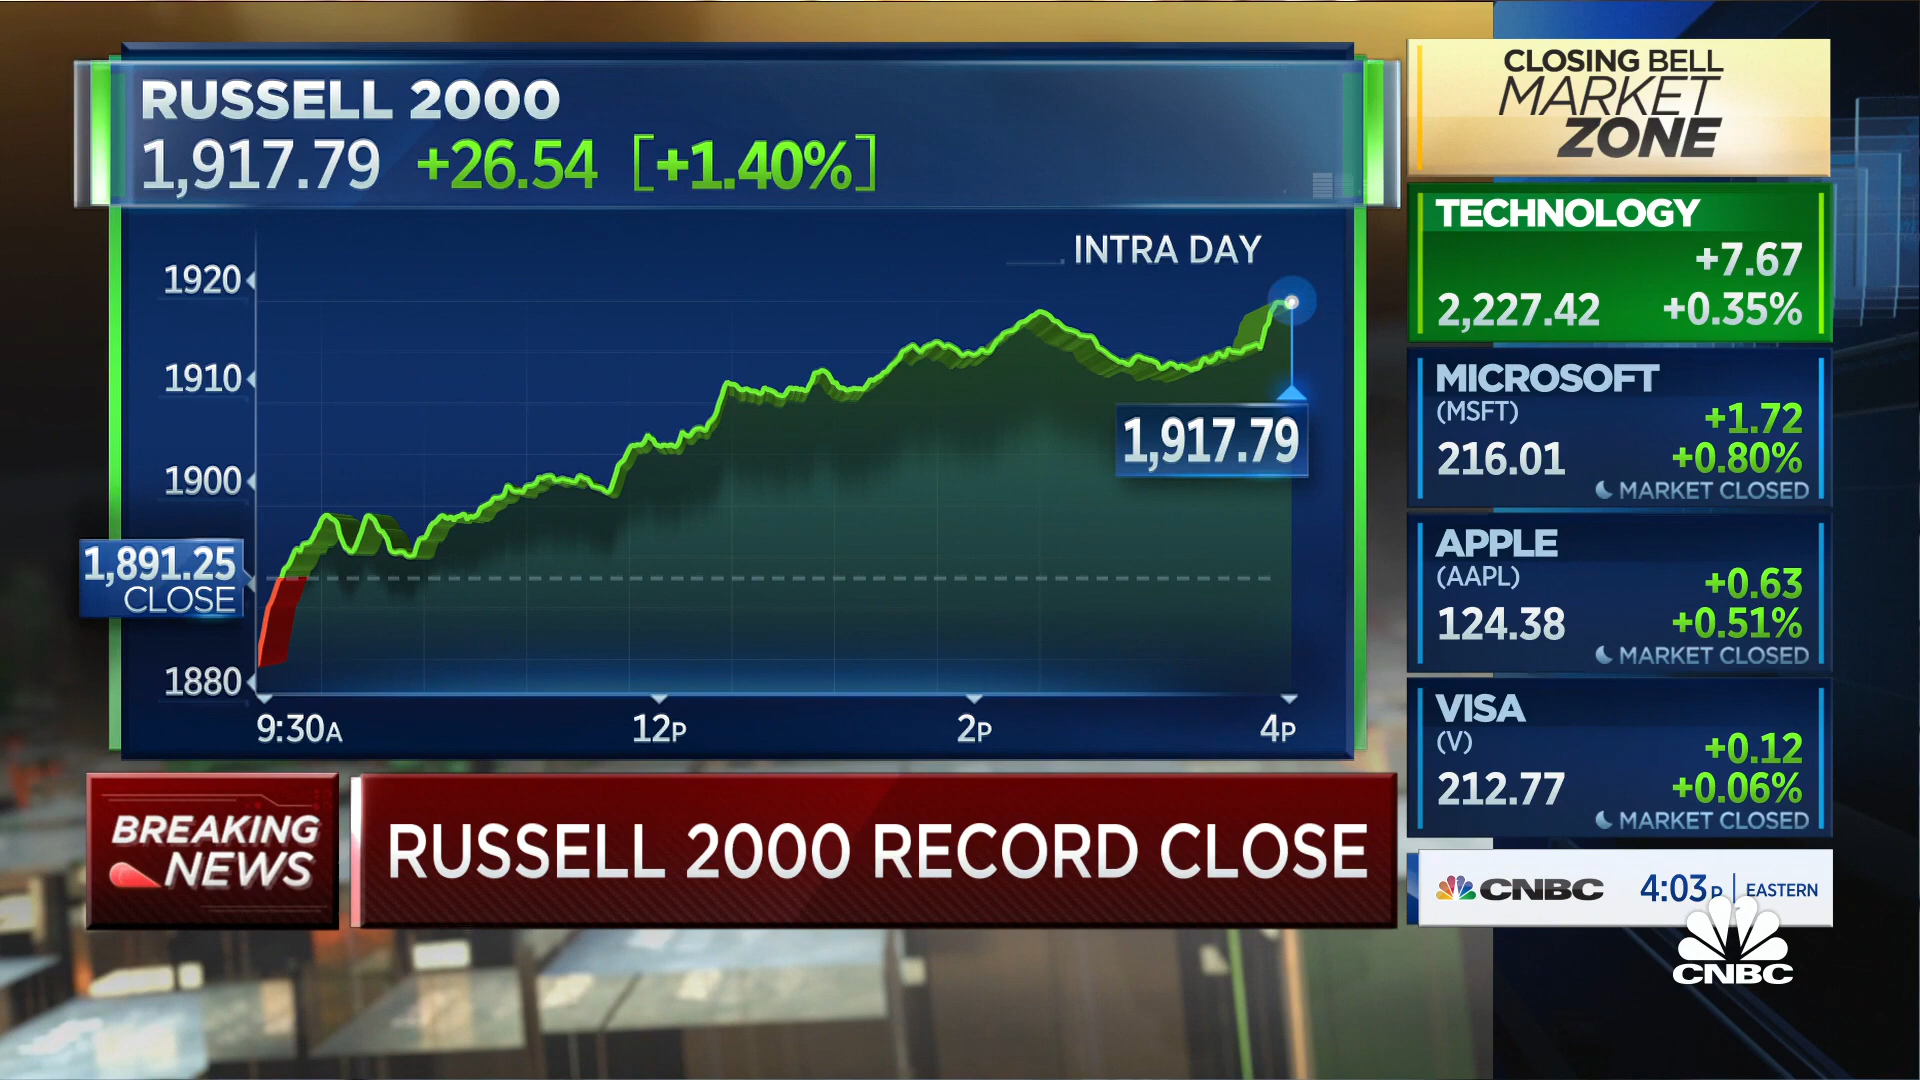 RUSSELL 2000
1,917.79 +26.54 [+1.40%]
INTRA DAY
1920
1910
1900
1,891.25
CLOSE
1880
1,917.79
9:30A 12P 2P 4P
BREAKING
NEWS
RUSSELL 2000 RECORD CLOSE
CLOSING BELL
MARKET
ZONE
TECHNOLOGY
+7.67
2,227.42 +0.35%
MICROSOFT
(MSFT) +1.72
216.01 +0.80%
MARKET CLOSED
APPLE
(AAPL) +0.63
124.38 +0.51%
MARKET CLOSED
VISA
(V) +0.12
212.77 +0.06%
MARKET CLOSED
CNBC 4:03P EASTERN
CNBC